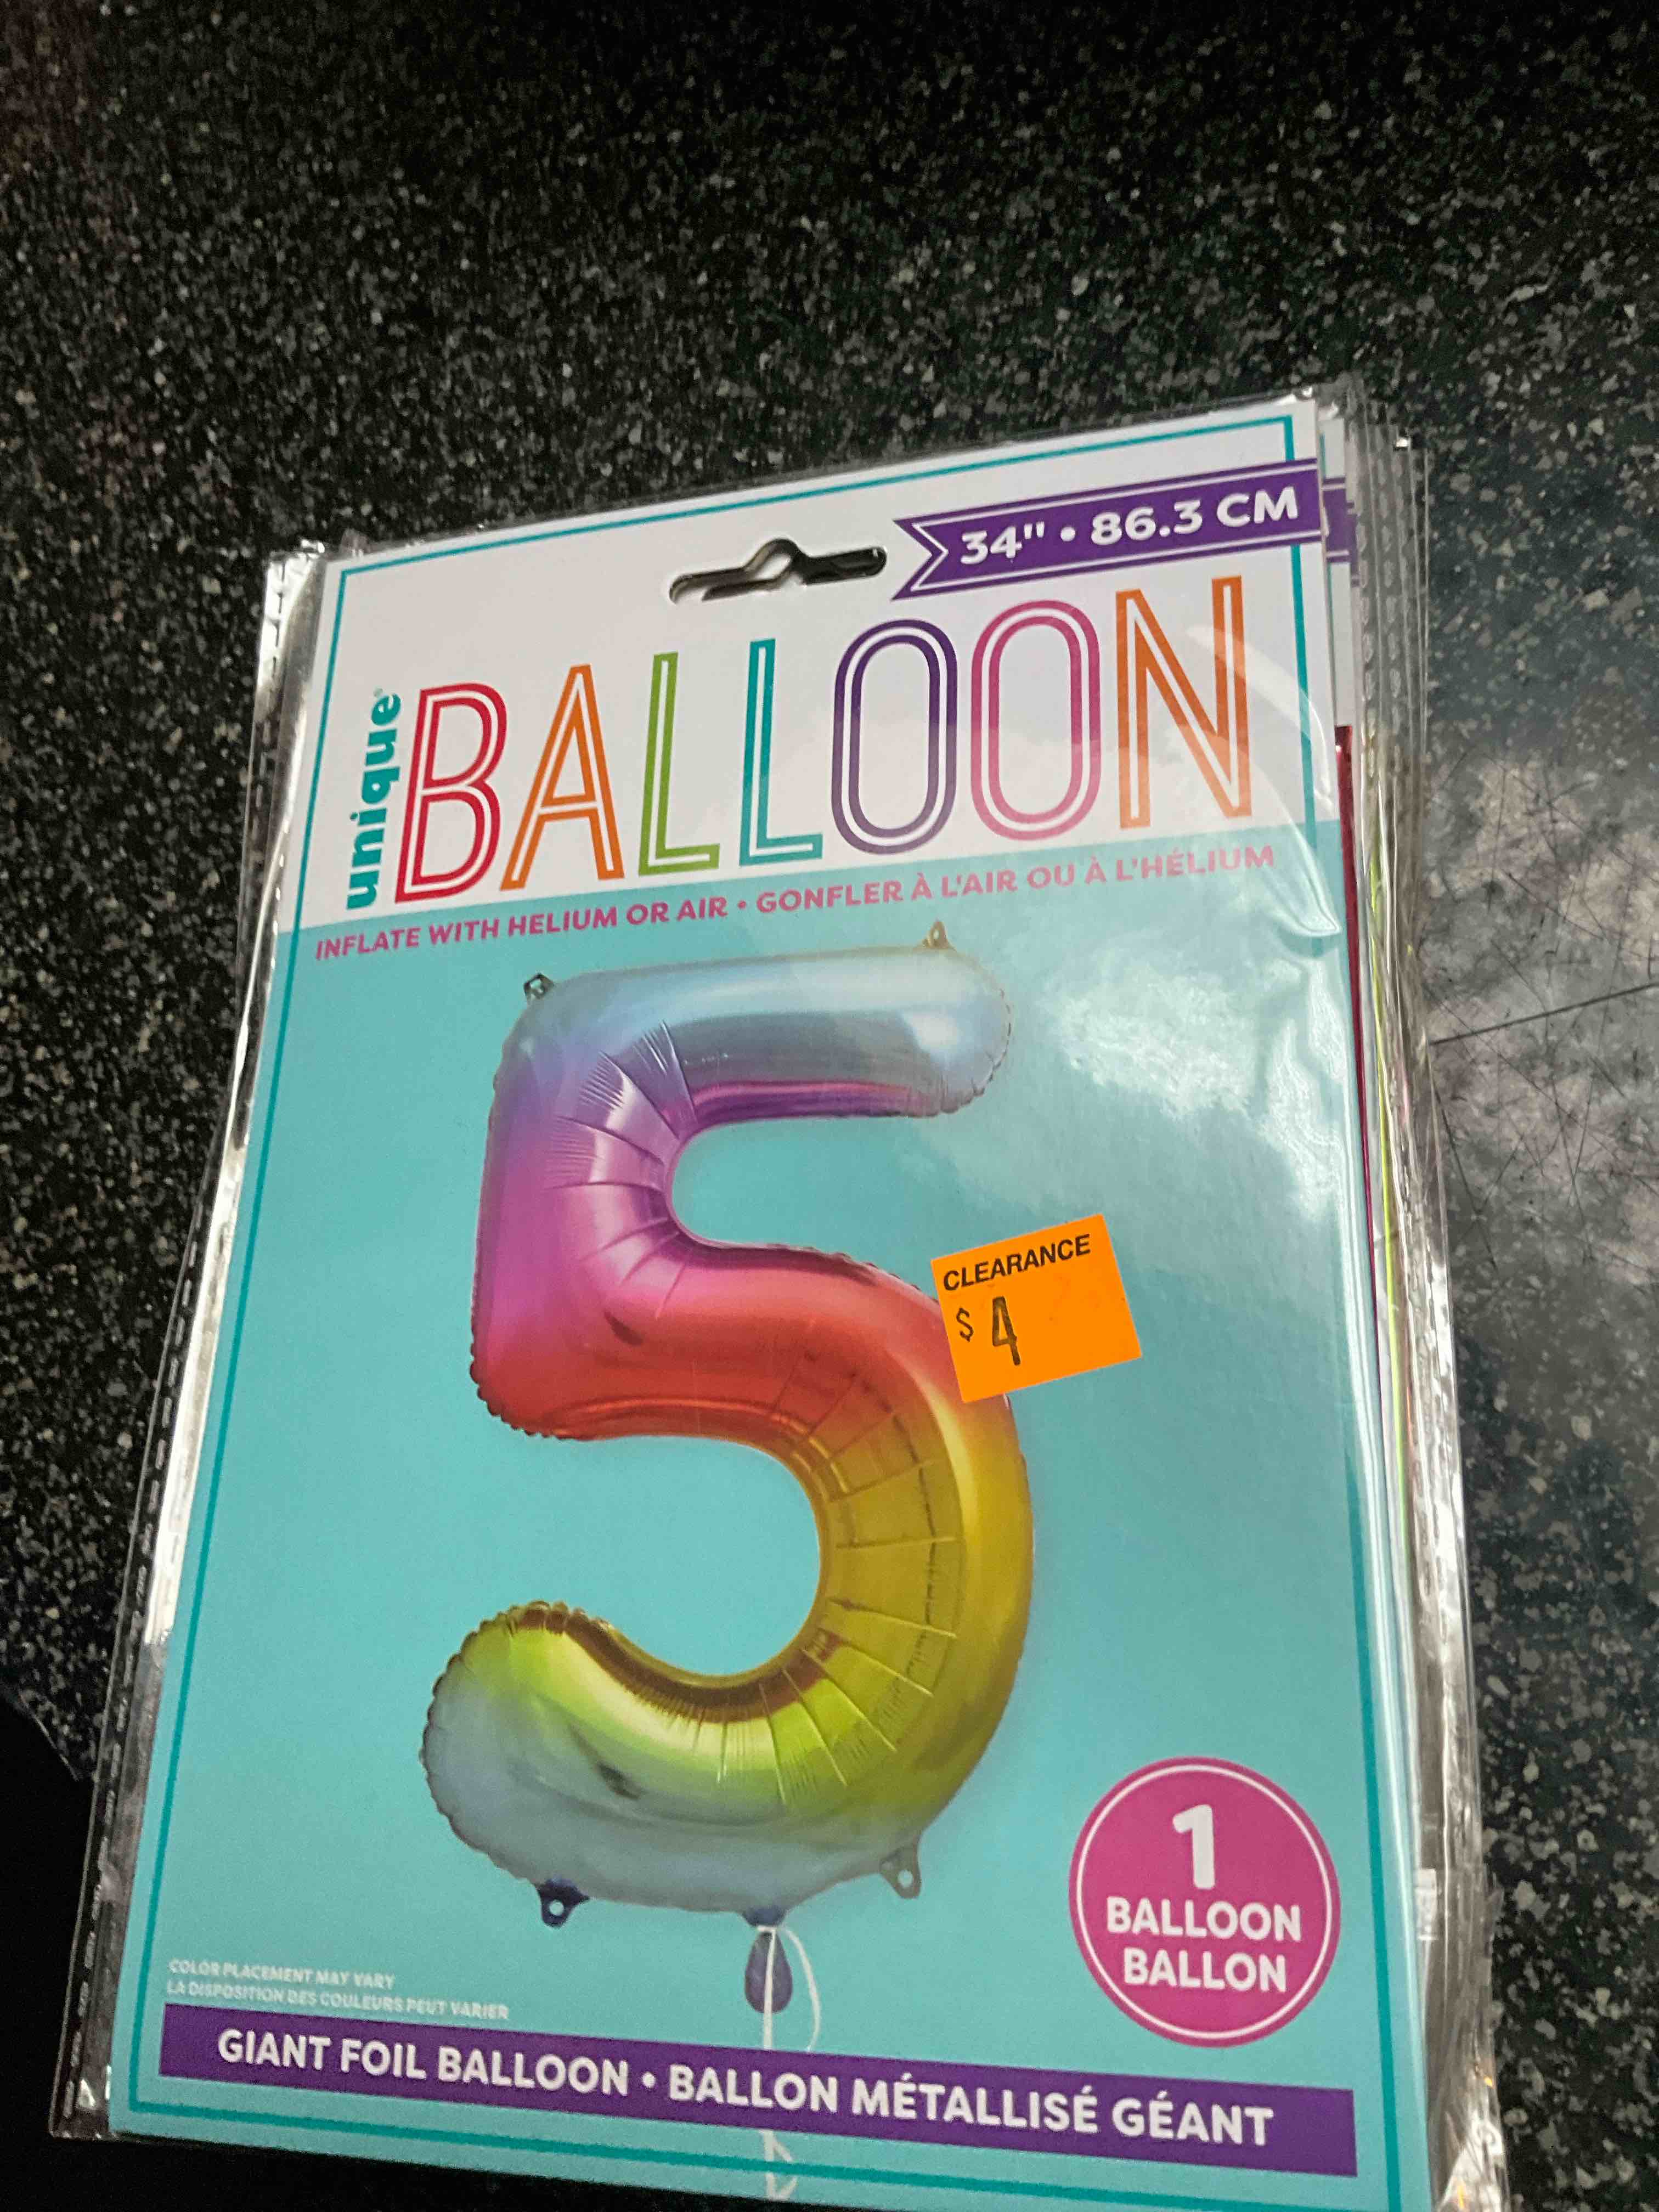 34" • 86.3 CM
unique®
BALLOON
INFLATE WITH HELIUM OR AIR • GONFLER À L'AIR OU À L'HÉLIUM
5
CLEARANCE
$ 4
1
BALLOON
BALLON
COLOR PLACEMENT MAY VARY
LA DISPOSITION DES COULEURS PEUT VARIER
GIANT FOIL BALLOON • BALLON MÉTALLISÉ GÉANT